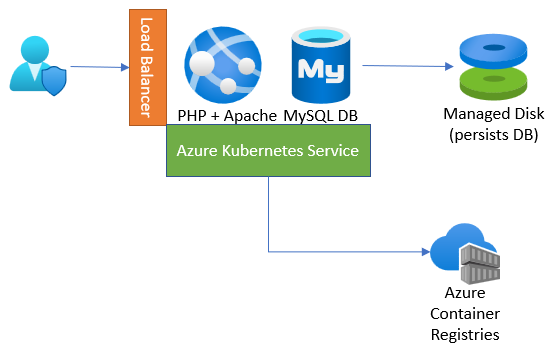 Load Balancer
My
PHP + Apache
MySQL DB
Managed Disk
(persists DB)
Azure Kubernetes Service
Azure
Container
Registries